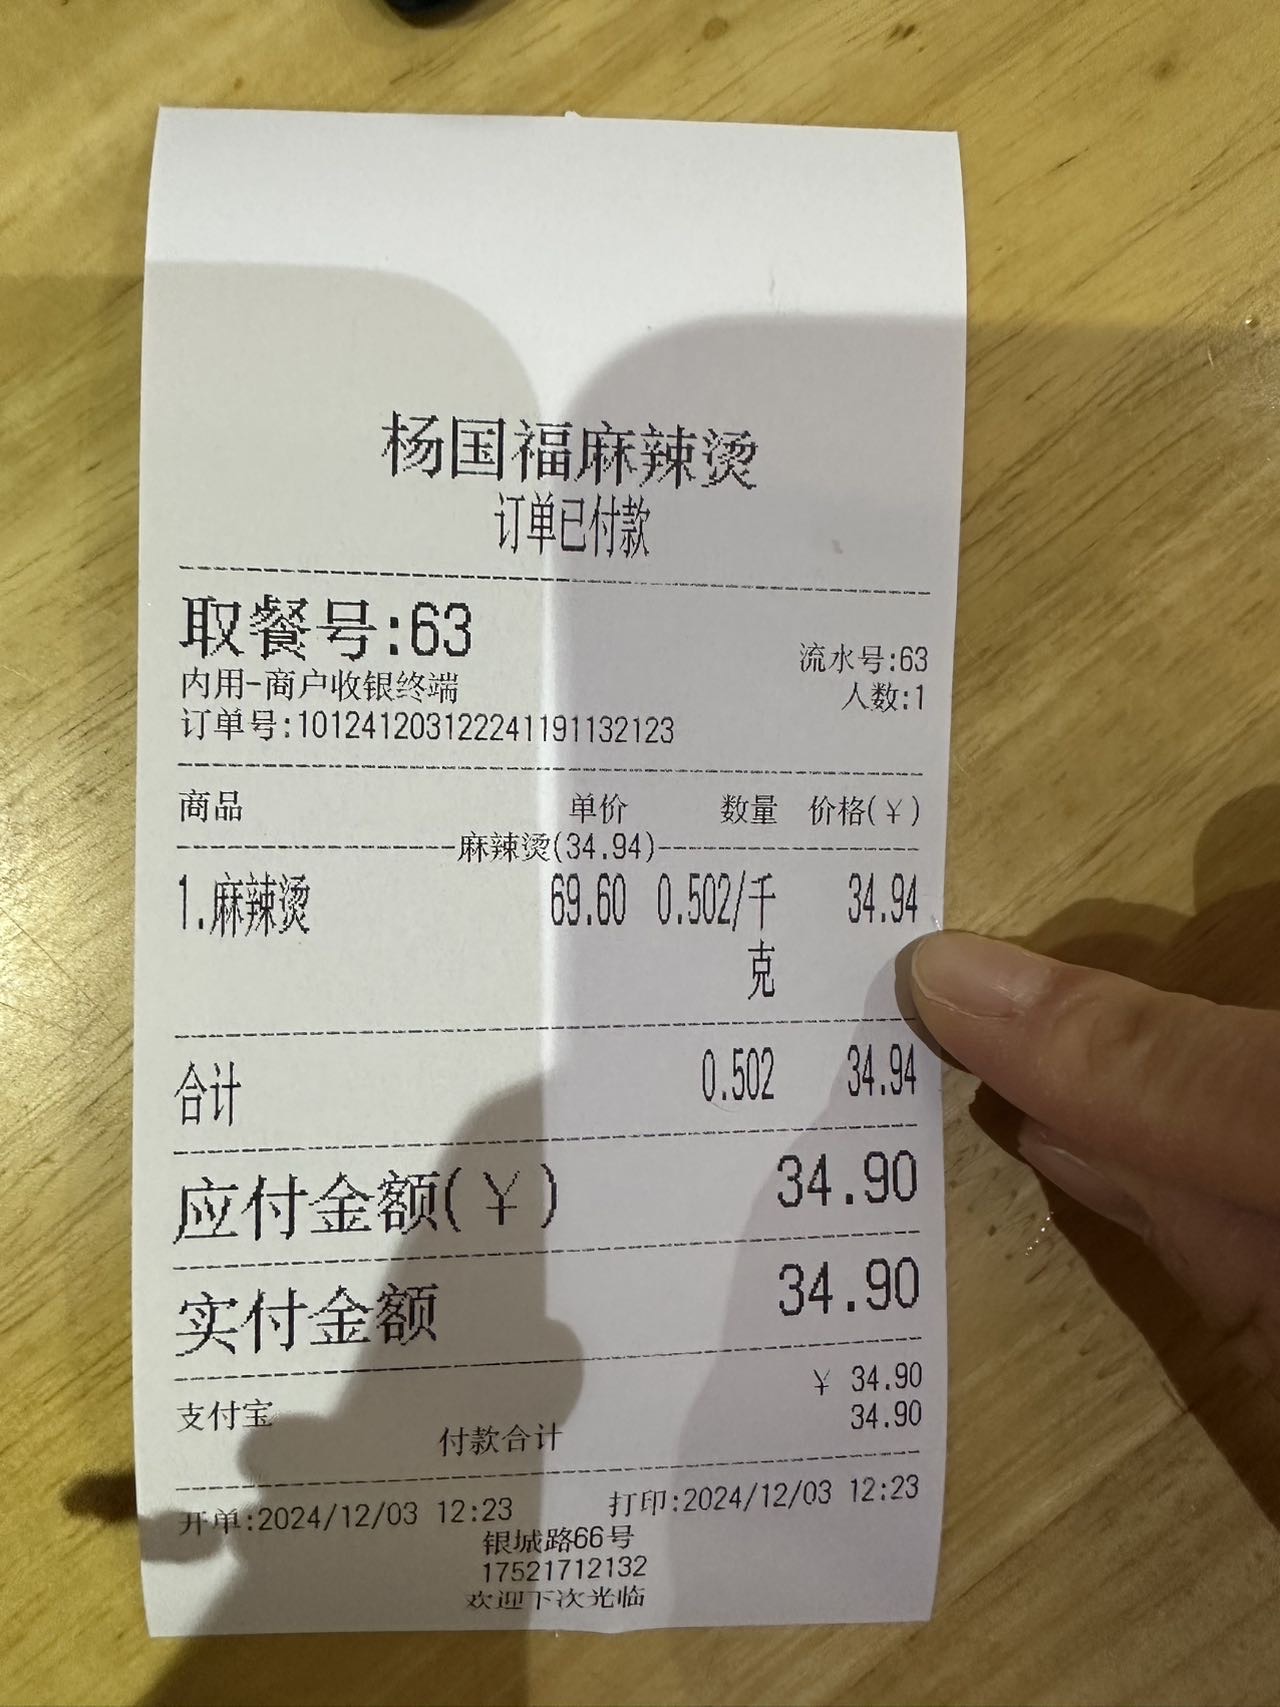 杨国福麻辣烫
订单已付款
取餐号:63
流水号:63
内用-商户收银终端
人数:1
订单号:101241203122241191132123
商品 单价 数量 价格(¥)
麻辣烫(34.94)
1.麻辣烫 69.60 0.502/千克 34.94
合计 0.502 34.94
应付金额(¥) 34.90
实付金额 34.90
支付宝 ¥ 34.90
付款合计 34.90
开单:2024/12/03 12:23 打印:2024/12/03 12:23
银城路66号
17521712132
欢迎下次光临